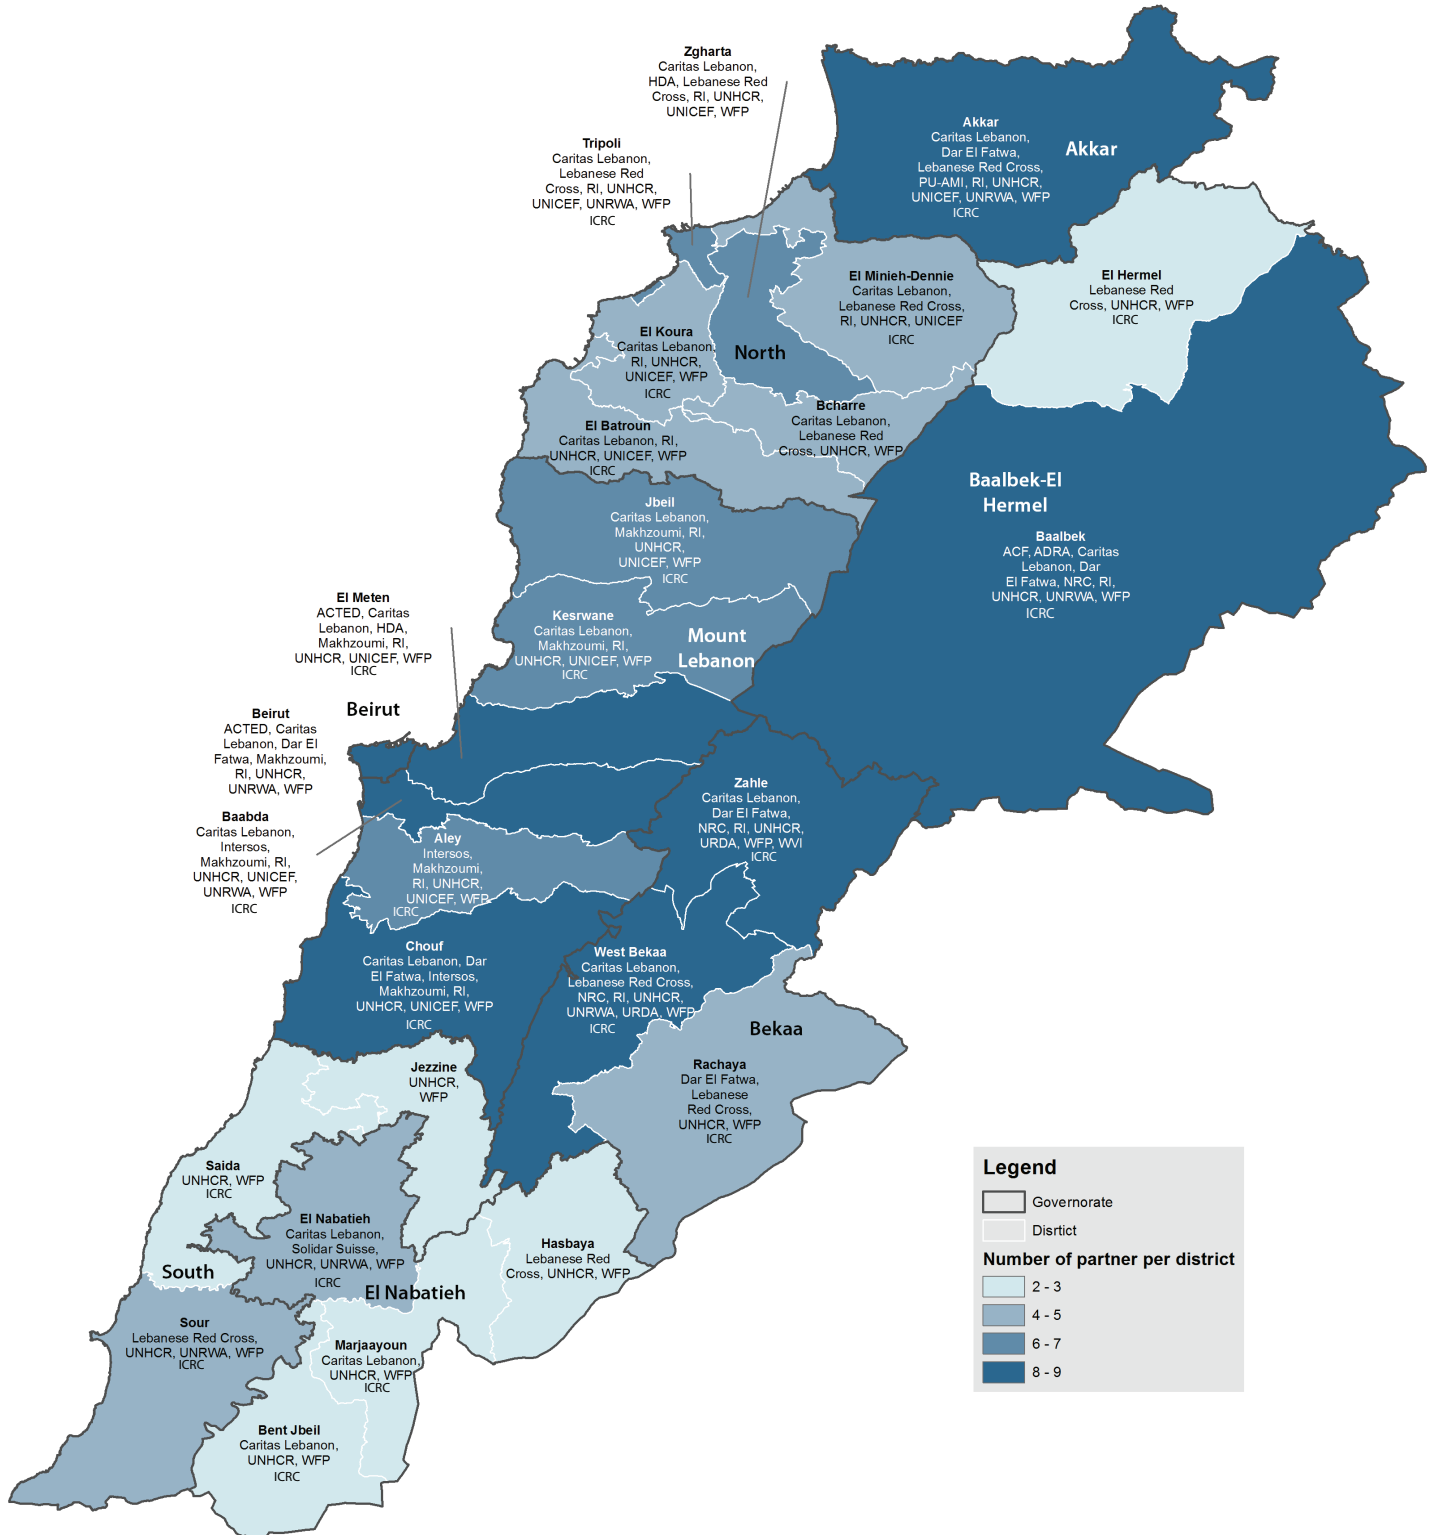 Zgharta
Caritas Lebanon,
HDA, Lebanese Red
Cross, RI, UNHCR,
UNICEF, WFP
Tripoli
Caritas Lebanon,
Lebanese Red
Cross, RI, UNHCR,
UNICEF, UNRWA, WFP
ICRC
Akkar
Caritas Lebanon,
Dar El Fatwa,
Lebanese Red Cross,
PU-AMI, RI, UNHCR,
UNICEF, UNRWA, WFP
ICRC
Akkar
El Hermel
Lebanese Red
Cross, UNHCR, WFP
ICRC
El Minieh-Dennie
Caritas Lebanon,
Lebanese Red Cross,
RI, UNHCR, UNICEF
ICRC
El Koura
Caritas Lebanon,
RI, UNHCR,
UNICEF, WFP
ICRC
North
Bcharre
Caritas Lebanon,
Lebanese Red
Cross, UNHCR, WFP
El Batroun
Caritas Lebanon, RI,
UNHCR, UNICEF, WFP
ICRC
Baalbek-El
Hermel
Baalbek
ACF, ADRA, Caritas
Lebanon, Dar
El Fatwa, NRC, RI,
UNHCR, UNRWA, WFP
ICRC
Jbeil
Caritas Lebanon,
Makhzoumi, RI,
UNHCR,
UNICEF, WFP
ICRC
Kesrwane
Caritas Lebanon,
Makhzoumi, RI,
UNHCR, UNICEF, WFP
ICRC
Mount
Lebanon
El Meten
ACTED, Caritas
Lebanon, HDA,
Makhzoumi, RI,
UNHCR, UNICEF, WFP
ICRC
Beirut
Beirut
ACTED, Caritas
Lebanon, Dar El
Fatwa, Makhzoumi,
RI, UNHCR,
UNRWA, WFP
Baabda
Caritas Lebanon,
Intersos,
Makhzoumi, RI,
UNHCR, UNICEF,
UNRWA, WFP
ICRC
Zahle
Caritas Lebanon,
Dar El Fatwa,
NRC, RI, UNHCR,
URDA, WFP, WVI
ICRC
Aley
Intersos,
Makhzoumi,
RI, UNHCR,
UNICEF, WFP
ICRC
Chouf
Caritas Lebanon, Dar
El Fatwa, Intersos,
Makhzoumi, RI,
UNHCR, UNICEF, WFP
ICRC
West Bekaa
Caritas Lebanon,
Lebanese Red Cross,
NRC, RI, UNHCR,
UNRWA, URDA, WFP
ICRC
Bekaa
Rachaya
Dar El Fatwa,
Lebanese
Red Cross,
UNHCR, WFP
ICRC
Jezzine
UNHCR,
WFP
Saida
UNHCR, WFP
ICRC
El Nabatieh
Caritas Lebanon,
Solidar Suisse,
UNHCR, UNRWA, WFP
ICRC
Hasbaya
Lebanese Red
Cross, UNHCR, WFP
South
El Nabatieh
Sour
Lebanese Red Cross,
UNHCR, UNRWA, WFP
ICRC
Marjaayoun
Caritas Lebanon,
UNHCR, WFP
ICRC
Bent Jbeil
Caritas Lebanon,
UNHCR, WFP
ICRC
Legend
Governorate
Disrtict
Number of partner per district
2 - 3
4 - 5
6 - 7
8 - 9